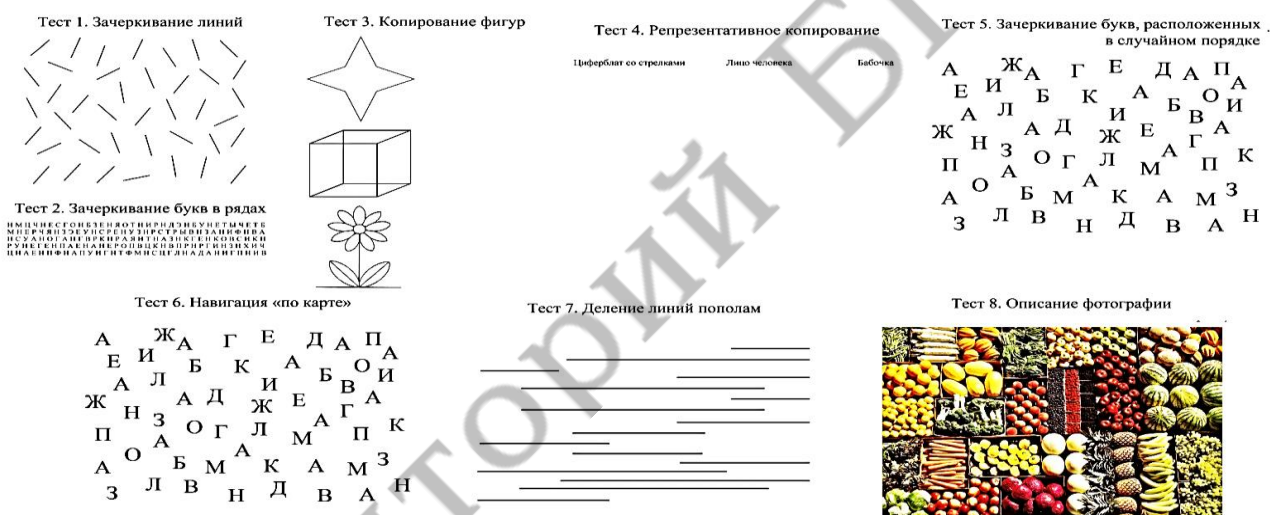 Тест 1. Зачеркивание линий
Тест 3. Копирование фигур
Тест 4. Репрезентативное копирование
Циферблат со стрелками
Лицо человека
Бабочка
Тест 5. Зачеркивание букв, расположенных
в случайном порядке
А Ж А Г Е Д А П
Е И Б К А Б О А И
А Л И В
Ж Н З А Д Ж Е Г А
П А О Г Л М А П К
А О Б М А К А М З
З Л В Н Д В А Н
Тест 2. Зачеркивание букв в рядах
Тест 6. Навигация «по карте»
А Ж А Г Е Д А П
Е И Б К А Б О А И
А Л И В
Ж Н З А Д Ж Е Г А
П А О Г Л М А П К
А О Б М А К А М З
З Л В Н Д В А Н
Тест 7. Деление линий пополам
Тест 8. Описание фотографии
торий